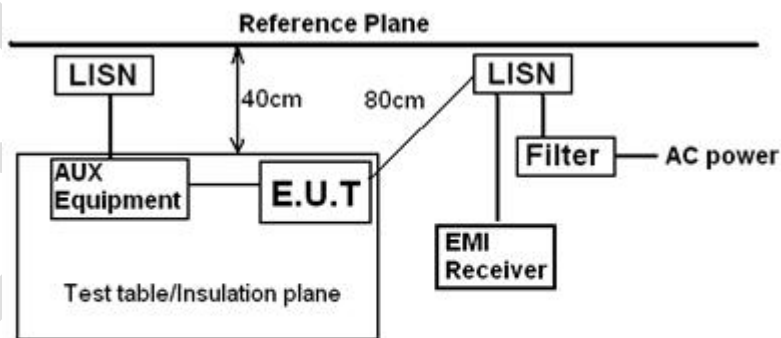 Reference Plane
LISN
LISN
40cm
80cm
Filter
AC power
AUX
Equipment
E.U.T
EMI
Receiver
Test table/Insulation plane